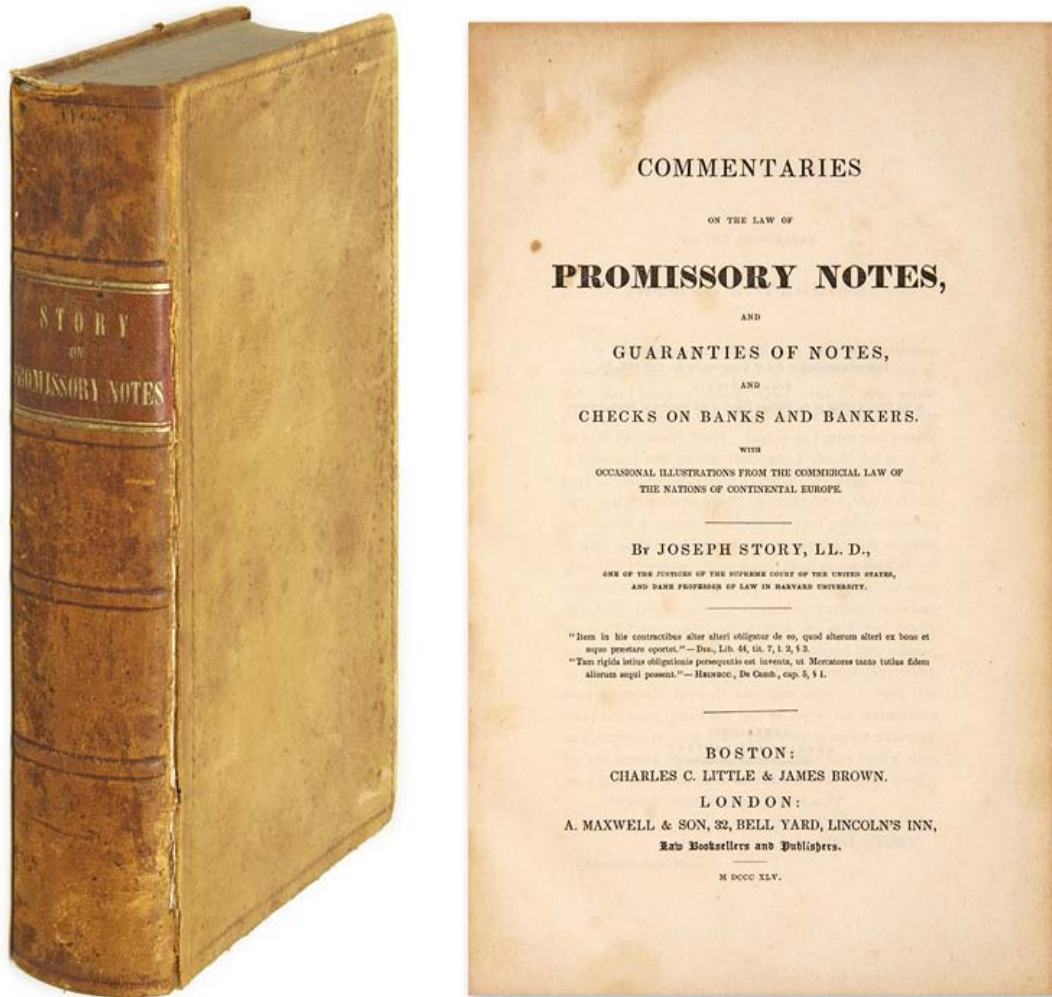 STORY
ON
PROMISSORY NOTES
COMMENTARIES
ON THE LAW OF
PROMISSORY NOTES,
AND
GUARANTIES OF NOTES,
AND
CHECKS ON BANKS AND BANKERS.
WITH
OCCASIONAL ILLUSTRATIONS FROM THE COMMERCIAL LAW OF
THE NATIONS OF CONTINENTAL EUROPE.
BY JOSEPH STORY, LL. D.,
ONE OF THE JUSTICES OF THE SUPREME COURT OF THE UNITED STATES,
AND DANE PROFESSOR OF LAW IN HARVARD UNIVERSITY.
"Item in his contractibus alter alteri obligatur de eo, quod alterum alteri ex bono et
æquo præstare oportet."—DIG., Lib. 44, tit. 7, l. 2, § 3.
"Tam rigida istius obligationis persequutio est inventa, ut Mercatores tanto tutius fidem
aliorum sequi possent."—HEINECC., De Camb., cap. 5, § 1.
BOSTON:
CHARLES C. LITTLE & JAMES BROWN.
LONDON:
A. MAXWELL & SON, 32, BELL YARD, LINCOLN'S INN,
Law Booksellers and Publishers.
M DCCC XLV.